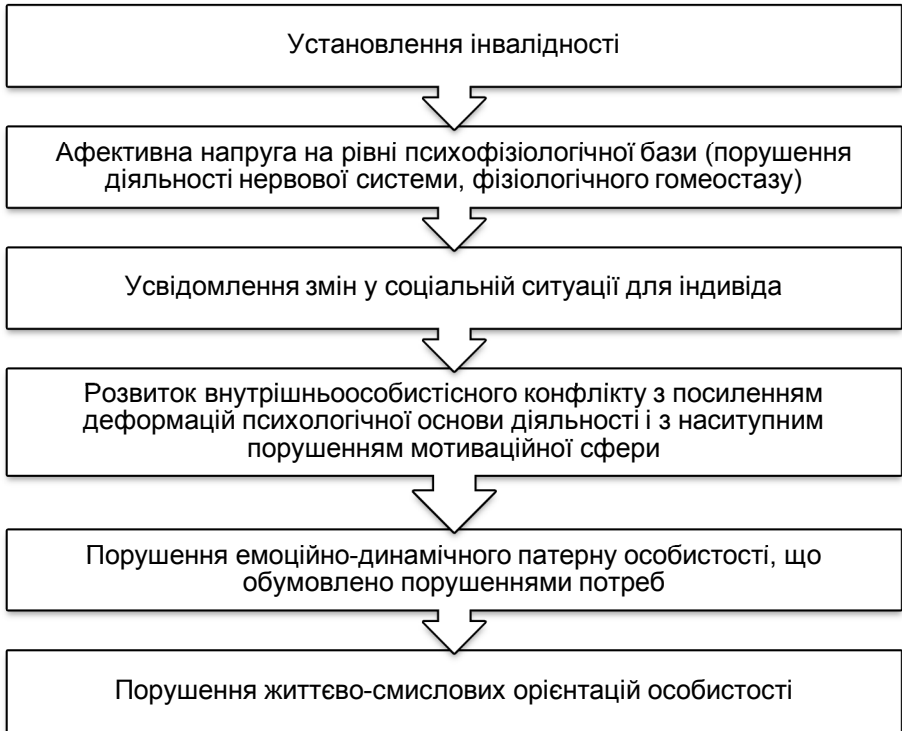 Установлення інвалідності
Афективна напруга на рівні психофізіологічної бази (порушення
діяльності нервової системи, фізіологічного гомеостазу)
Усвідомлення змін у соціальній ситуації для індивіда
Розвиток внутрішньоособистісного конфлікту з посиленням
деформацій психологічної основи діяльності і з наситупним
порушенням мотиваційної сфери
Порушення емоційно-динамічного патерну особистості, що
обумовлено порушеннями потреб
Порушення життєво-смислових орієнтацій особистості